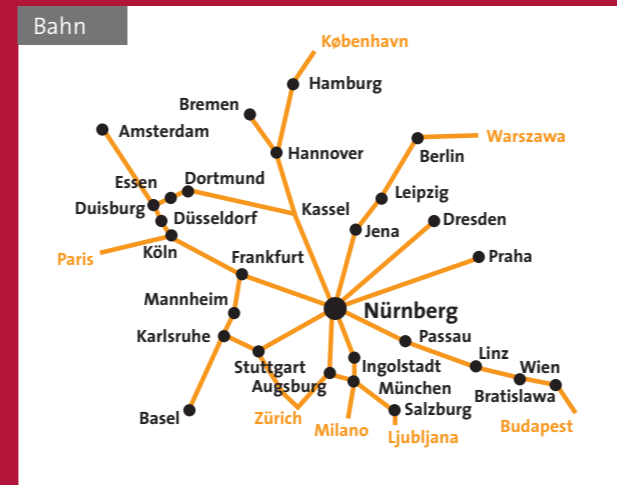 Bahn
København
Hamburg
Bremen
Amsterdam
Warszawa
Hannover
Berlin
Essen
Dortmund
Leipzig
Duisburg
Düsseldorf
Kassel
Dresden
Jena
Köln
Paris
Frankfurt
Praha
Mannheim
Nürnberg
Karlsruhe
Passau
Linz
Stuttgart
Ingolstadt
Wien
Augsburg
München
Bratislawa
Basel
Zürich
Salzburg
Milano
Ljubljana
Budapest